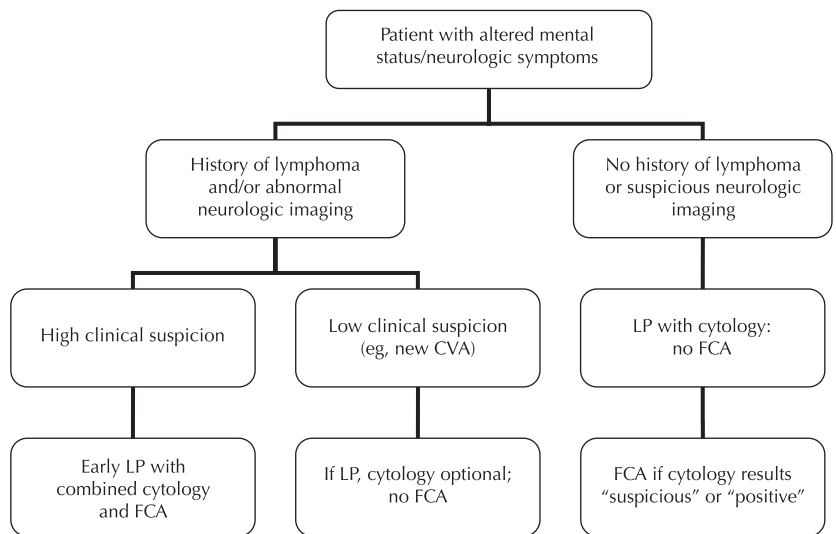 Patient with altered mental
status/neurologic symptoms
History of lymphoma
and/or abnormal
neurologic imaging
No history of lymphoma
or suspicious neurologic
imaging
High clinical suspicion
Low clinical suspicion
(eg, new CVA)
LP with cytology:
no FCA
Early LP with
combined cytology
and FCA
If LP, cytology optional;
no FCA
FCA if cytology results
“suspicious” or “positive”